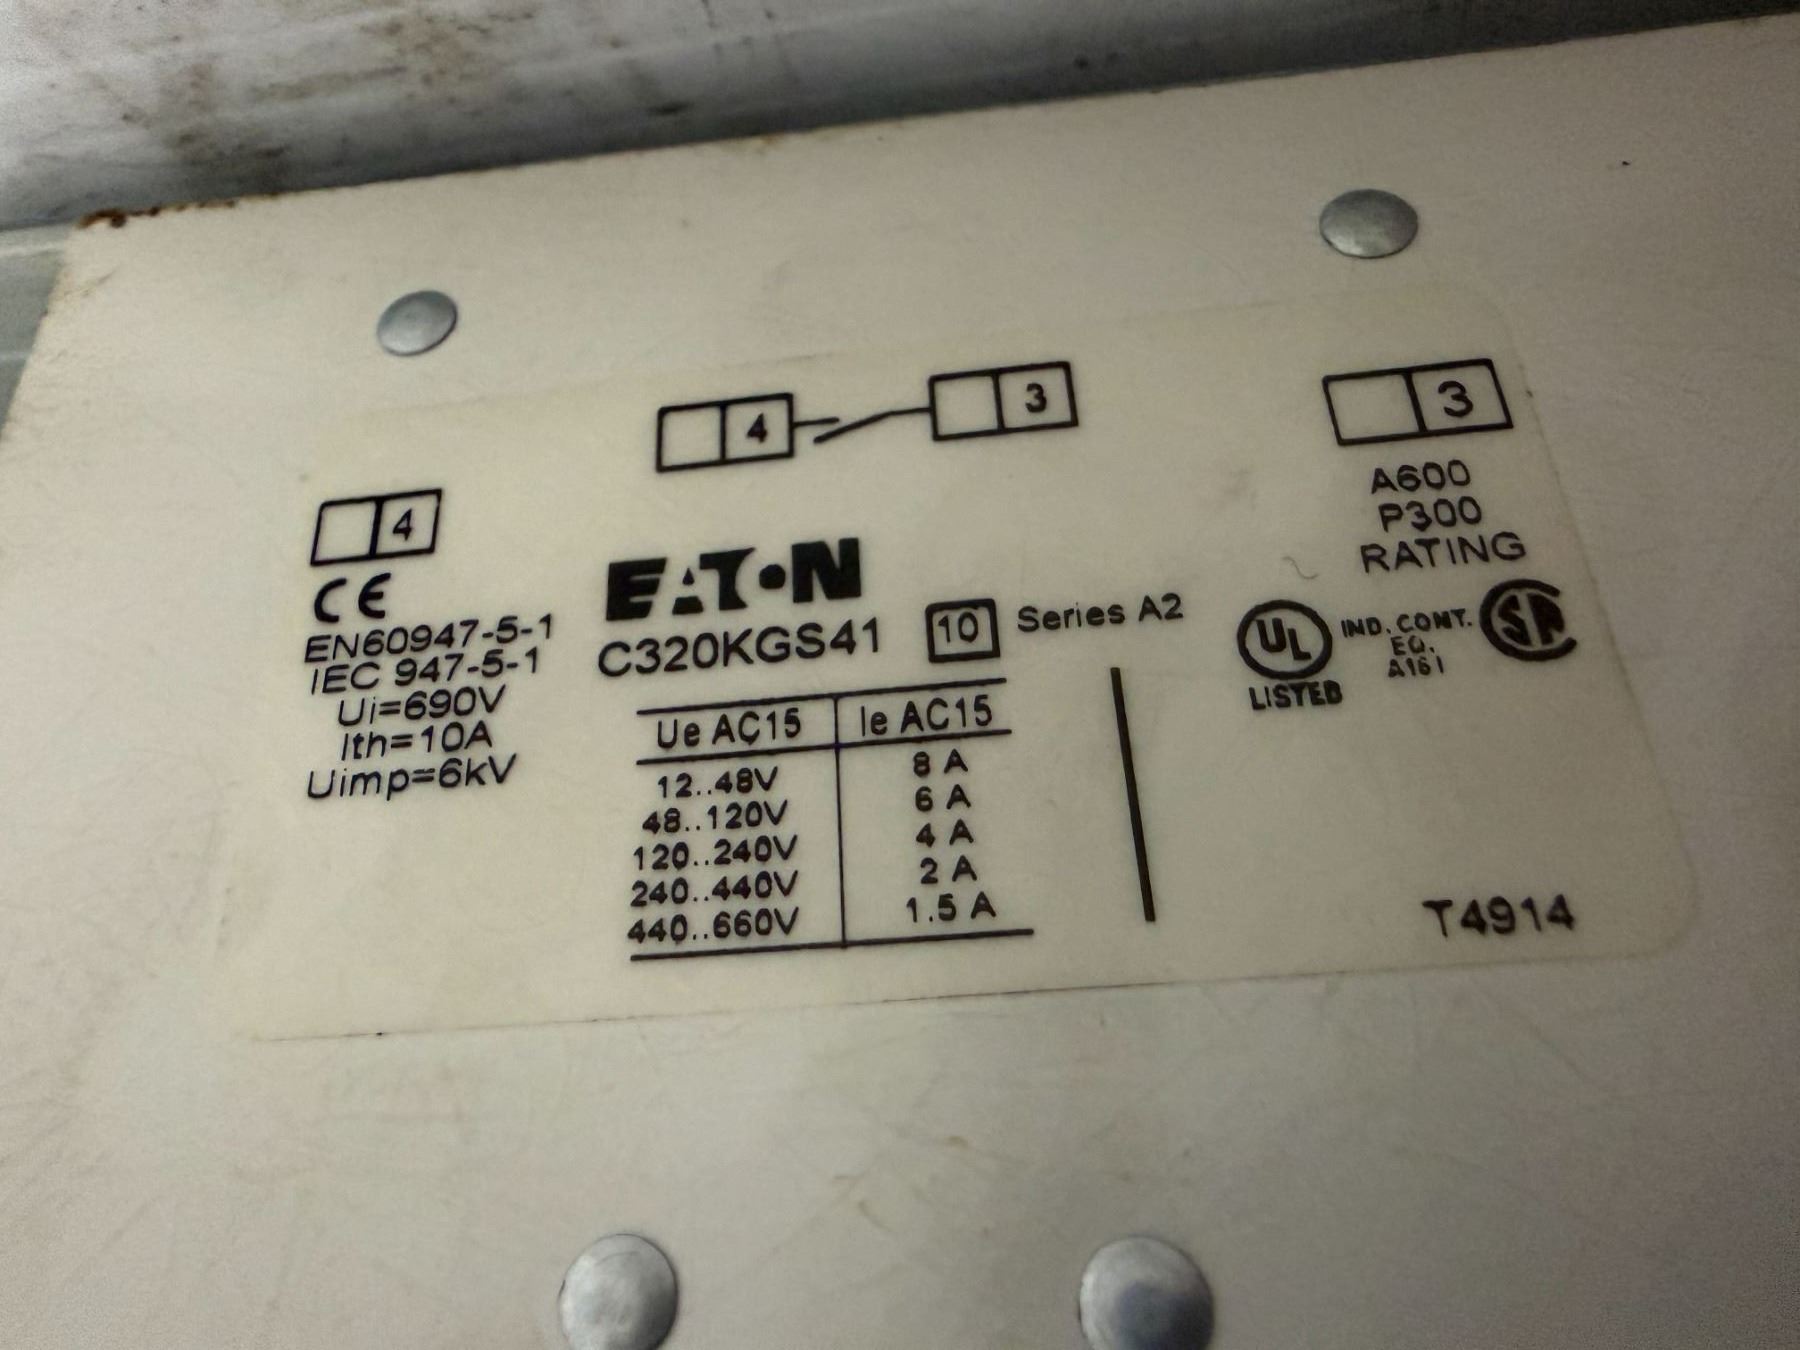 4
3
3
4
A600
P300
RATING
CE
EN60947-5-1
IEC 947-5-1
Ui=690V
Ith=10A
Uimp=6kV
EATON
C320KGS41 10 Series A2
Ue AC15 Ie AC15
12..48V 8 A
48..120V 6 A
120..240V 4 A
240..440V 2 A
440..660V 1.5 A
UL
LISTED
IND. CONT.
EQ.
A161
SA
T4914